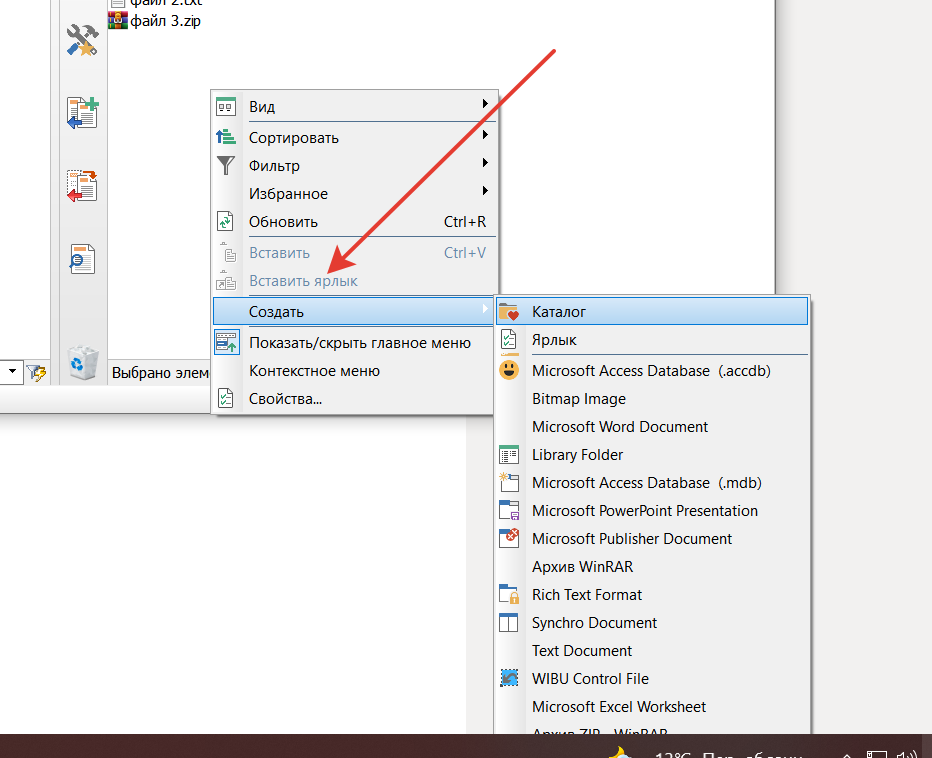 файл 2.txt
файл 3.zip
Вид
Сортировать
Фильтр
Избранное
Обновить Ctrl+R
Вставить Ctrl+V
Вставить ярлык
Создать
Показать/скрыть главное меню
Контекстное меню
Свойства...
Выбрано элем
Каталог
Ярлык
Microsoft Access Database (.accdb)
Bitmap Image
Microsoft Word Document
Library Folder
Microsoft Access Database (.mdb)
Microsoft PowerPoint Presentation
Microsoft Publisher Document
Архив WinRAR
Rich Text Format
Synchro Document
Text Document
WIBU Control File
Microsoft Excel Worksheet
Архив ZIP - WinRAR
13°C